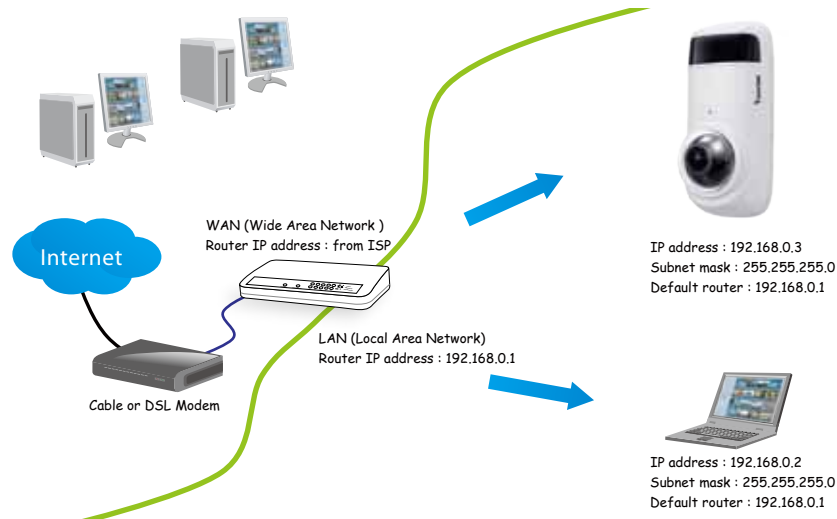 WAN (Wide Area Network )
Router IP address : from ISP
Internet
LAN (Local Area Network)
Router IP address : 192.168.0.1
Cable or DSL Modem
IP address : 192.168.0.3
Subnet mask : 255.255.255.0
Default router : 192.168.0.1
IP address : 192.168.0.2
Subnet mask : 255.255.255.0
Default router : 192.168.0.1